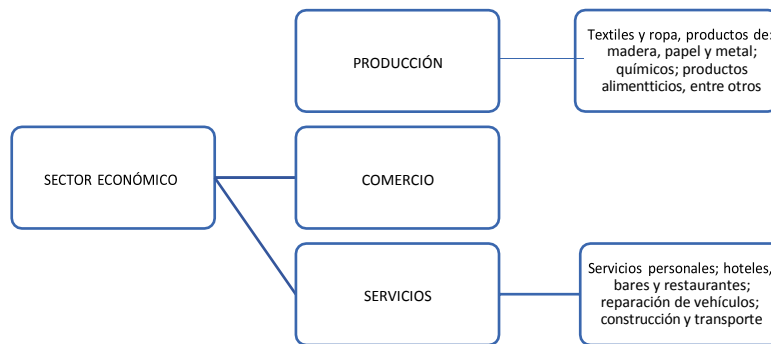 Textiles y ropa, productos de:
madera, papel y metal;
químicos; productos
alimentticios, entre otros
PRODUCCIÓN
SECTOR ECONÓMICO
COMERCIO
SERVICIOS
Servicios personales; hoteles,
bares y restaurantes;
reparación de vehículos;
construcción y transporte